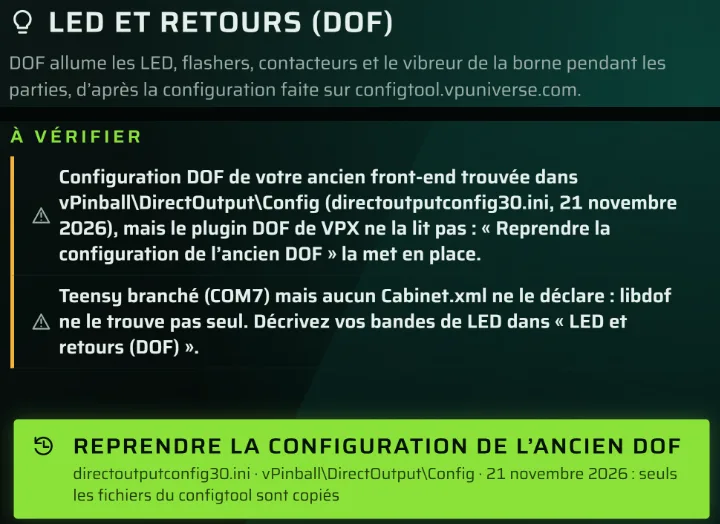 LED ET RETOURS (DOF)
DOF allume les LED, flashers, contacteurs et le vibreur de la borne pendant les
parties, d’après la configuration faite sur configtool.vpuniverse.com.
À VÉRIFIER
Configuration DOF de votre ancien front-end trouvée dans
vPinball\DirectOutput\Config (directoutputconfig30.ini, 21 novembre
2026), mais le plugin DOF de VPX ne la lit pas : « Reprendre la
configuration de l’ancien DOF » la met en place.
Teensy branché (COM7) mais aucun Cabinet.xml ne le déclare : libdof
ne le trouve pas seul. Décrivez vos bandes de LED dans « LED et
retours (DOF) ».
REPRENDRE LA CONFIGURATION DE L’ANCIEN DOF
directoutputconfig30.ini · vPinball\DirectOutput\Config · 21 novembre 2026 : seuls
les fichiers du configtool sont copiés